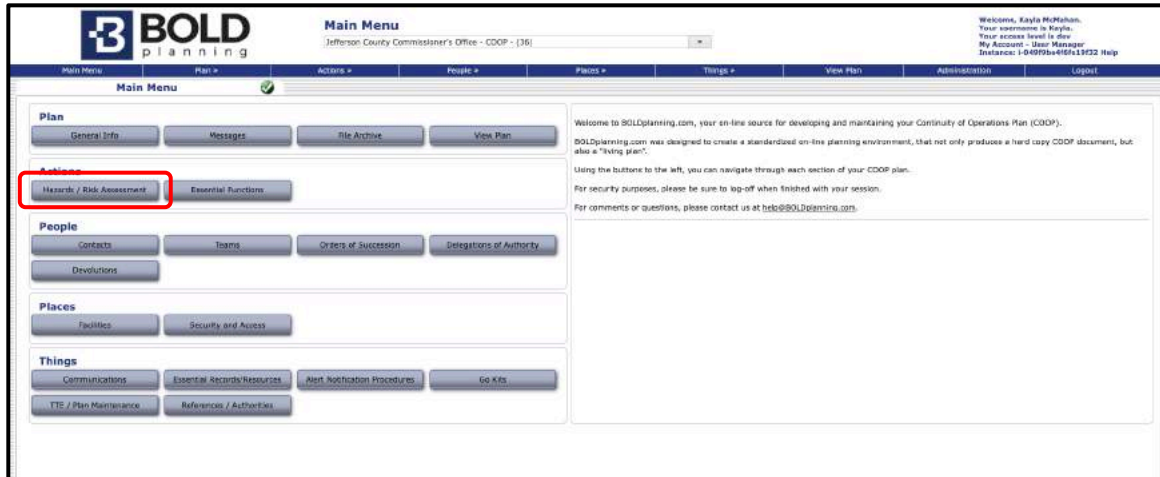 BOLD
planning
Main Menu
Jefferson County Commissioner's Office - COOP - (36)
Welcome, Kayla McMahan.
Your username is Kayla.
Your access level is dev
My Account - User Manager
Help
Main Menu
Plan »
Actions »
People »
Places »
Things »
View Plan
Administration
Logout
Main Menu
Plan
General Info
Messages
File Archive
View Plan
Actions
Hazards / Risk Assessment
Essential Functions
People
Contacts
Teams
Orders of Succession
Delegations of Authority
Devolutions
Places
Facilities
Security and Access
Things
Communications
Essential Records/Resources
Alert Notification Procedures
Go Kits
TTE / Plan Maintenance
References / Authorities
Welcome to BOLDplanning.com, your on-line source for developing and maintaining your Continuity of Operations Plan (COOP).
BOLDplanning.com was designed to create a standardized on-line planning environment, that not only produces a hard copy COOP document, but
also a "living plan".
Using the buttons to the left, you can navigate through each section of your COOP plan.
For security purposes, please be sure to log-off when finished with your session.
For comments or questions, please contact us at help@BOLDplanning.com.